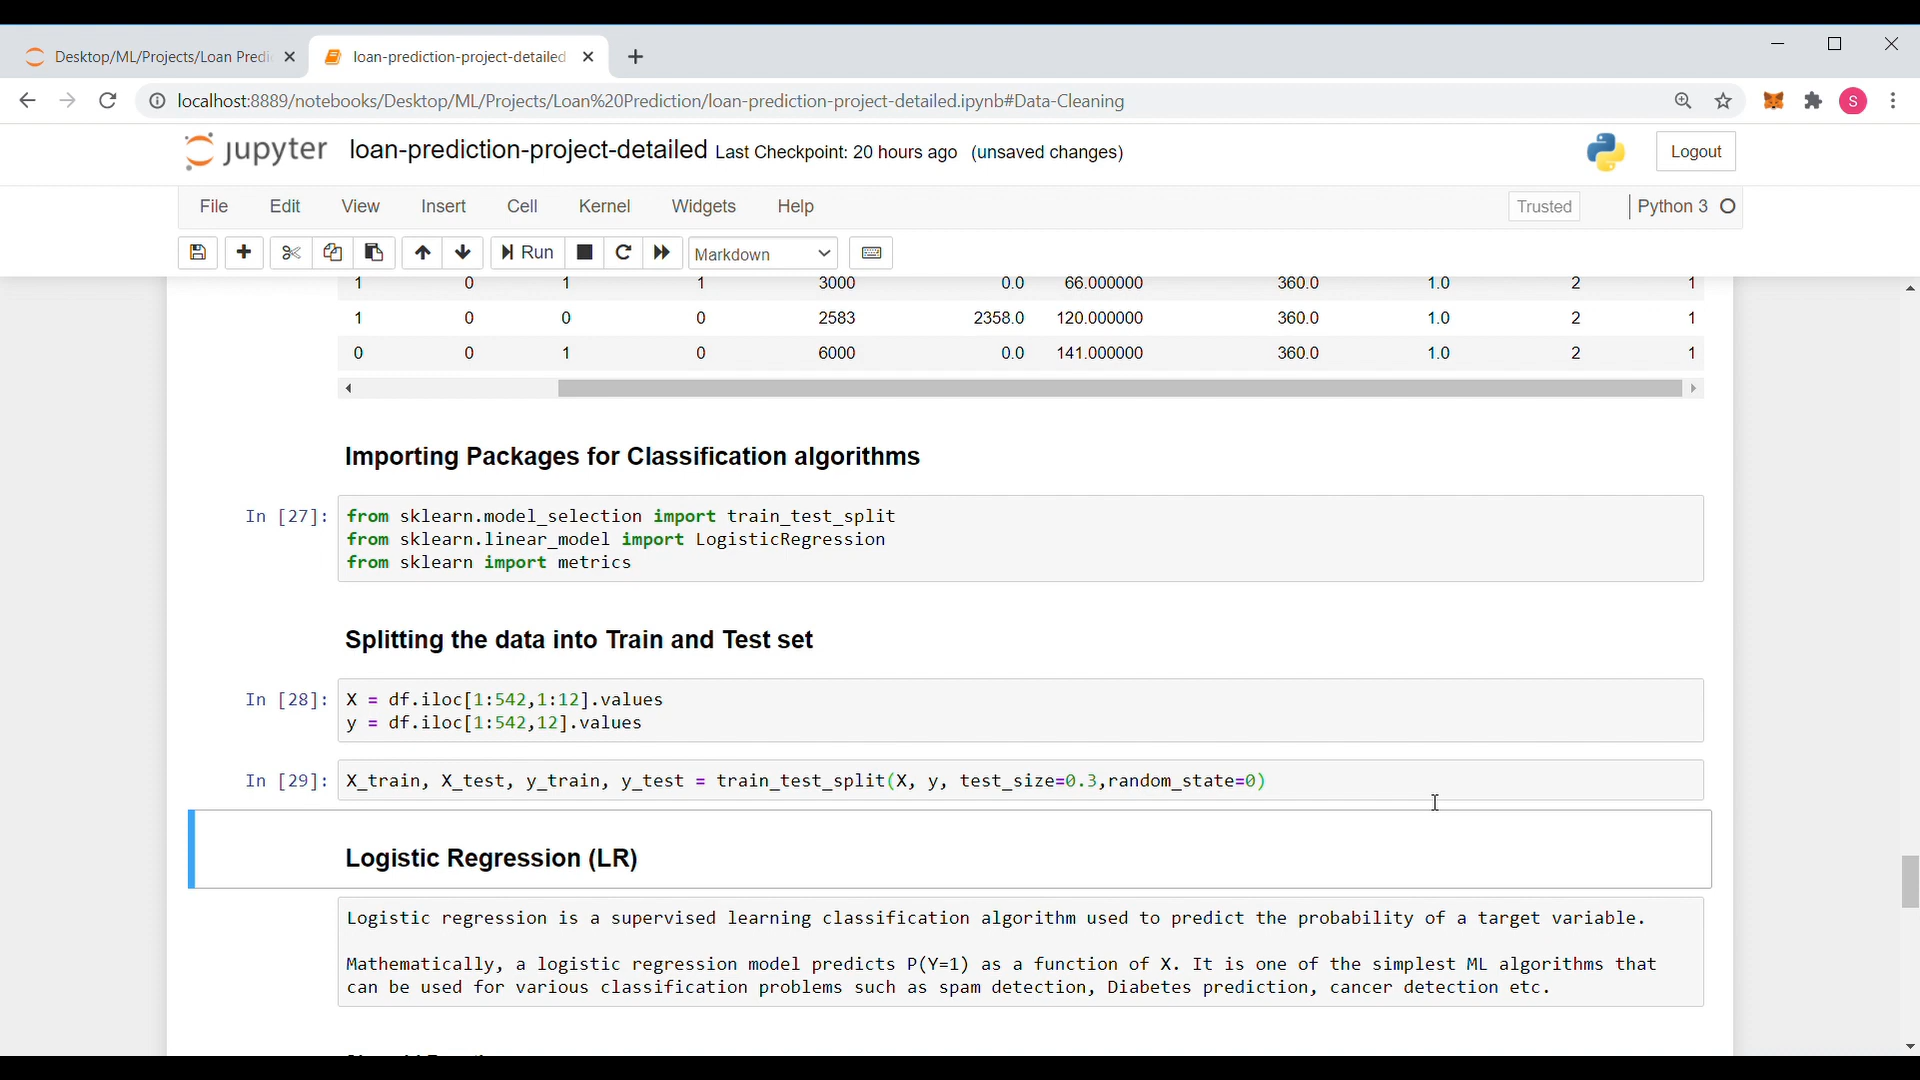 Desktop/ML/Projects/Loan Predi
loan-prediction-project-detailed
localhost:8889/notebooks/Desktop/ML/Projects/Loan%20Prediction/loan-prediction-project-detailed.ipynb#Data-Cleaning
S
jupyter loan-prediction-project-detailed Last Checkpoint: 20 hours ago (unsaved changes)
Logout
File Edit View Insert Cell Kernel Widgets Help Trusted Python 3
Run Markdown
1 0 1 1 3000 0.0 66.000000 360.0 1.0 2 1
1 0 0 0 2583 2358.0 120.000000 360.0 1.0 2 1
0 0 1 0 6000 0.0 141.000000 360.0 1.0 2 1
Importing Packages for Classification algorithms
In [27]: from sklearn.model_selection import train_test_split
from sklearn.linear_model import LogisticRegression
from sklearn import metrics
Splitting the data into Train and Test set
In [28]: X = df.iloc[1:542,1:12].values
y = df.iloc[1:542,12].values
In [29]: X_train, X_test, y_train, y_test = train_test_split(X, y, test_size=0.3,random_state=0)
Logistic Regression (LR)
Logistic regression is a supervised learning classification algorithm used to predict the probability of a target variable.
Mathematically, a logistic regression model predicts P(Y=1) as a function of X. It is one of the simplest ML algorithms that
can be used for various classification problems such as spam detection, Diabetes prediction, cancer detection etc.